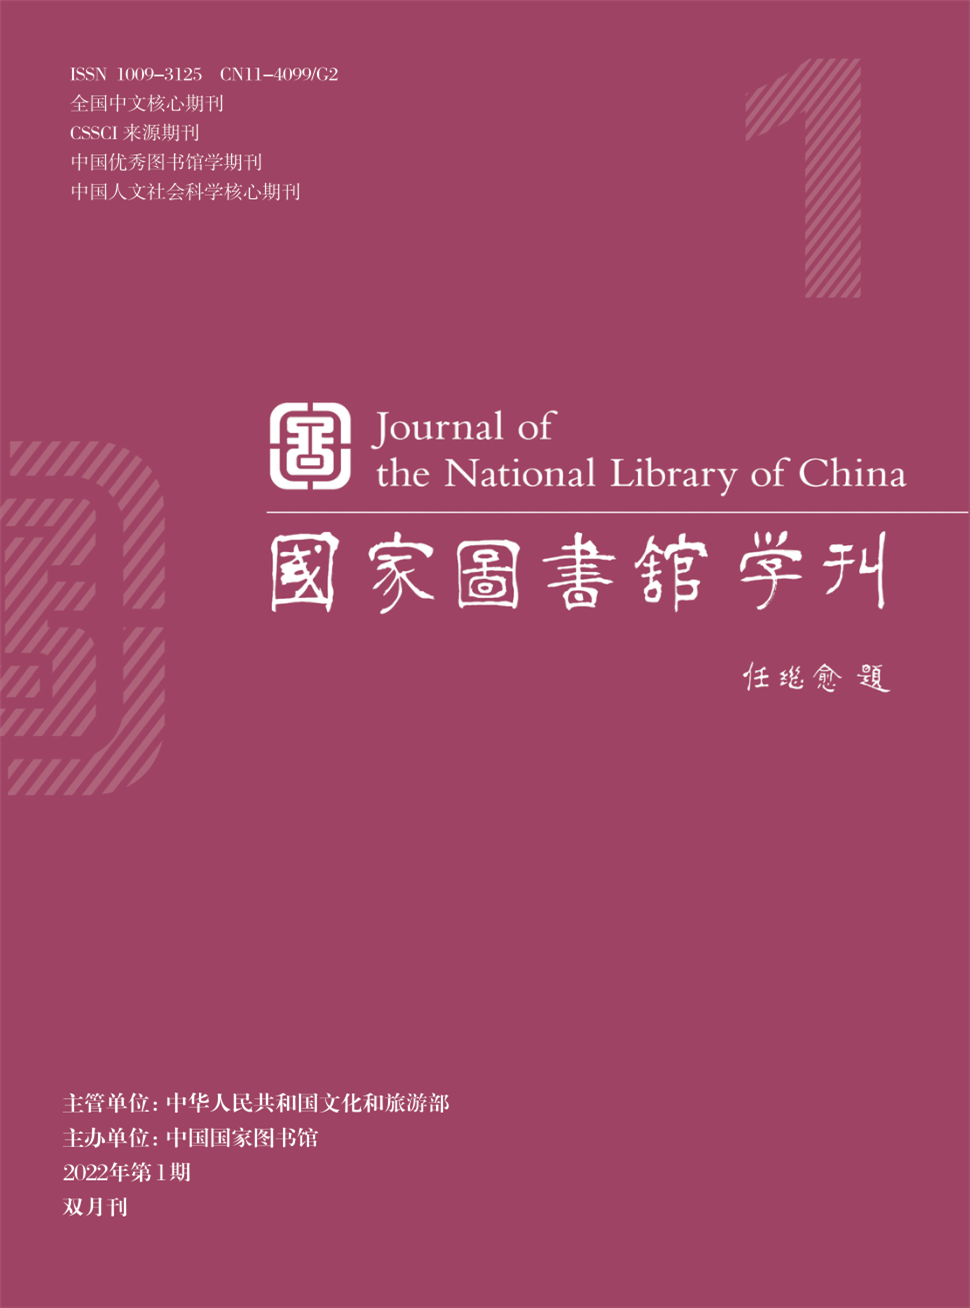 ISSN 1009-3125 CN11-4099/G2
全国中文核心期刊
CSSCI 来源期刊
中国优秀图书馆学期刊
中国人文社会科学核心期刊
1
Journal of
the National Library of China
國家圖書館学刊
任继愈 題
主管单位: 中华人民共和国文化和旅游部
主办单位: 中国国家图书馆
2022年第1期
双月刊